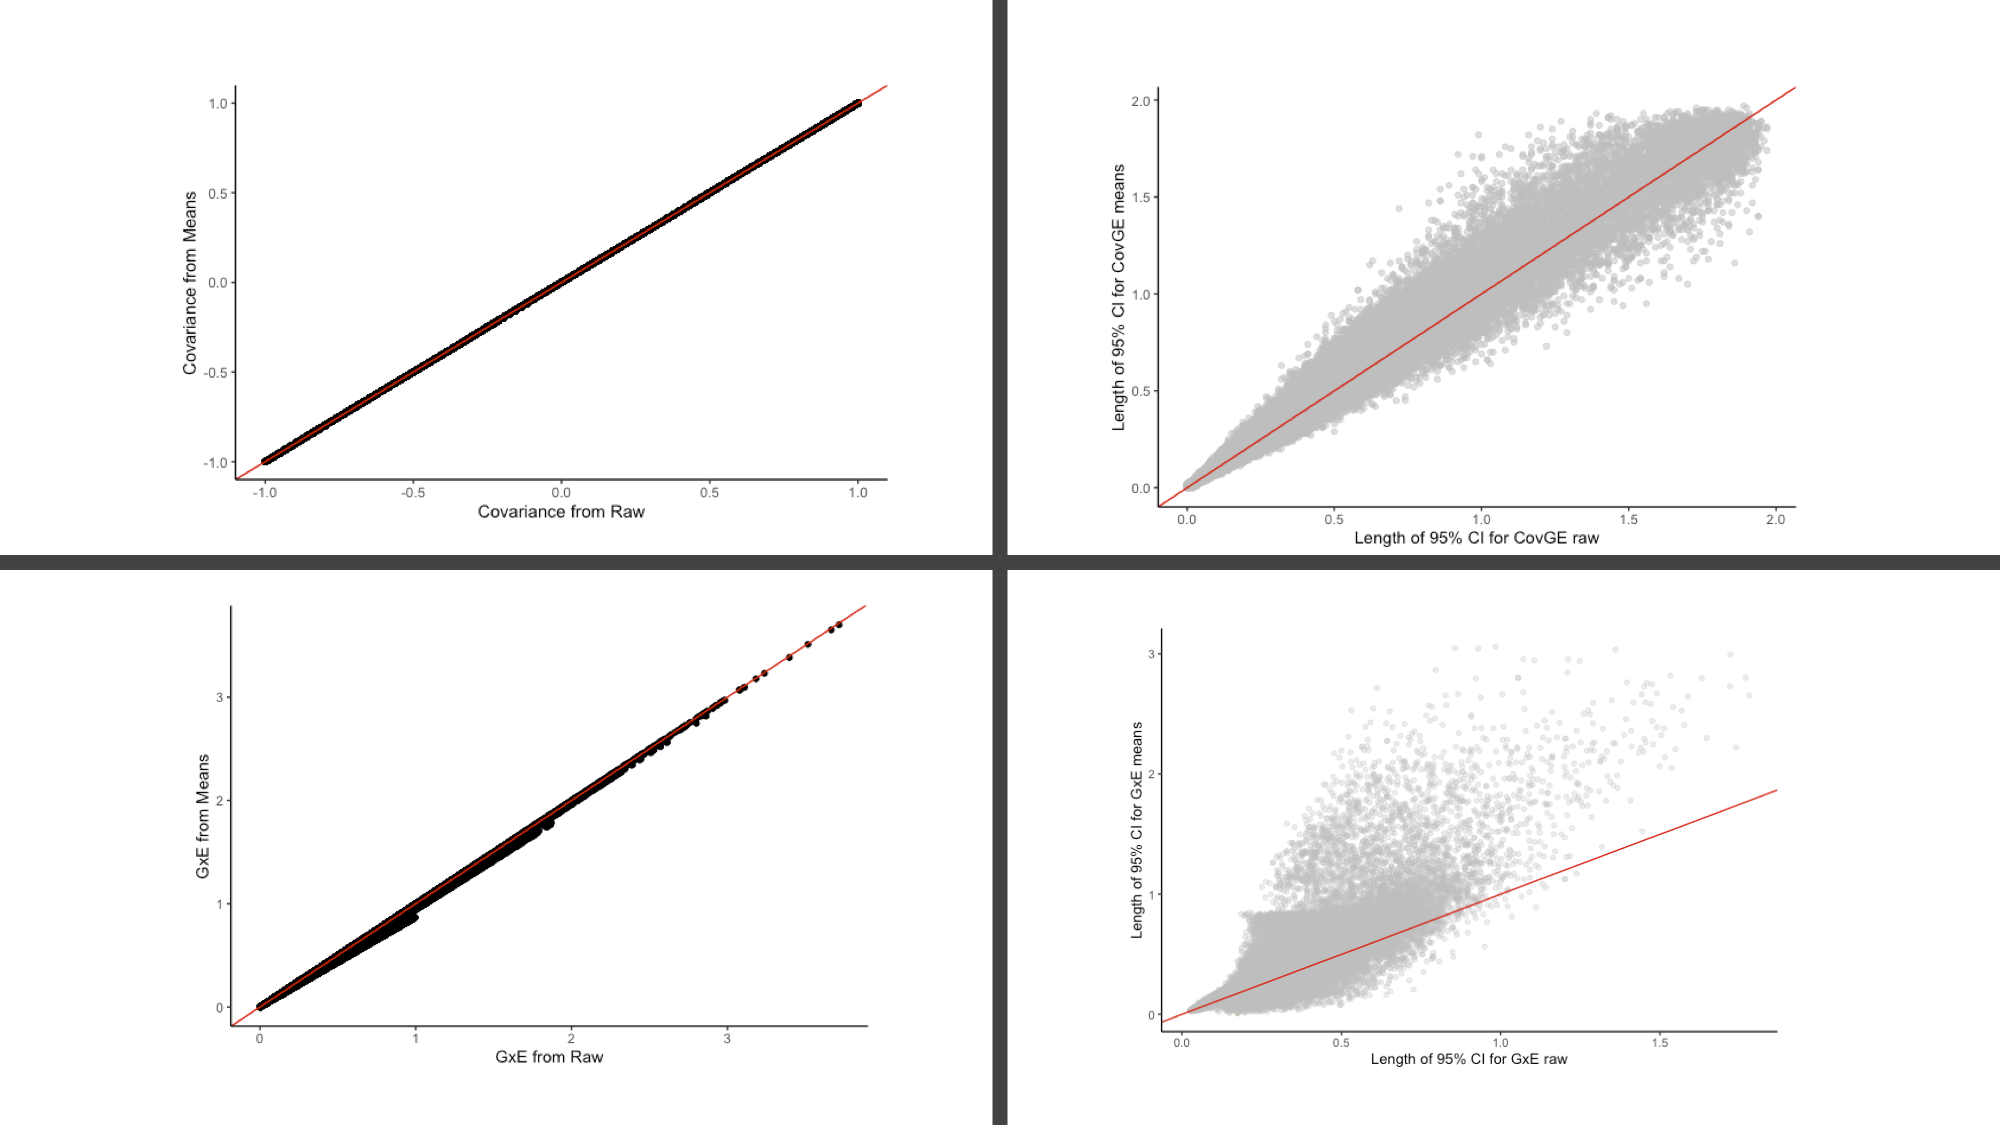 1.0
0.5
0.0
-0.5
-1.0
Covariance from Means
-1.0 -0.5 0.0 0.5 1.0
Covariance from Raw
2.0
1.5
1.0
0.5
0.0
Length of 95% CI for CovGE means
0.0 0.5 1.0 1.5 2.0
Length of 95% CI for CovGE raw
3
2
1
0
GxE from Means
0 1 2 3
GxE from Raw
3
2
1
0
Length of 95% CI for GxE means
0.0 0.5 1.0 1.5
Length of 95% CI for GxE raw